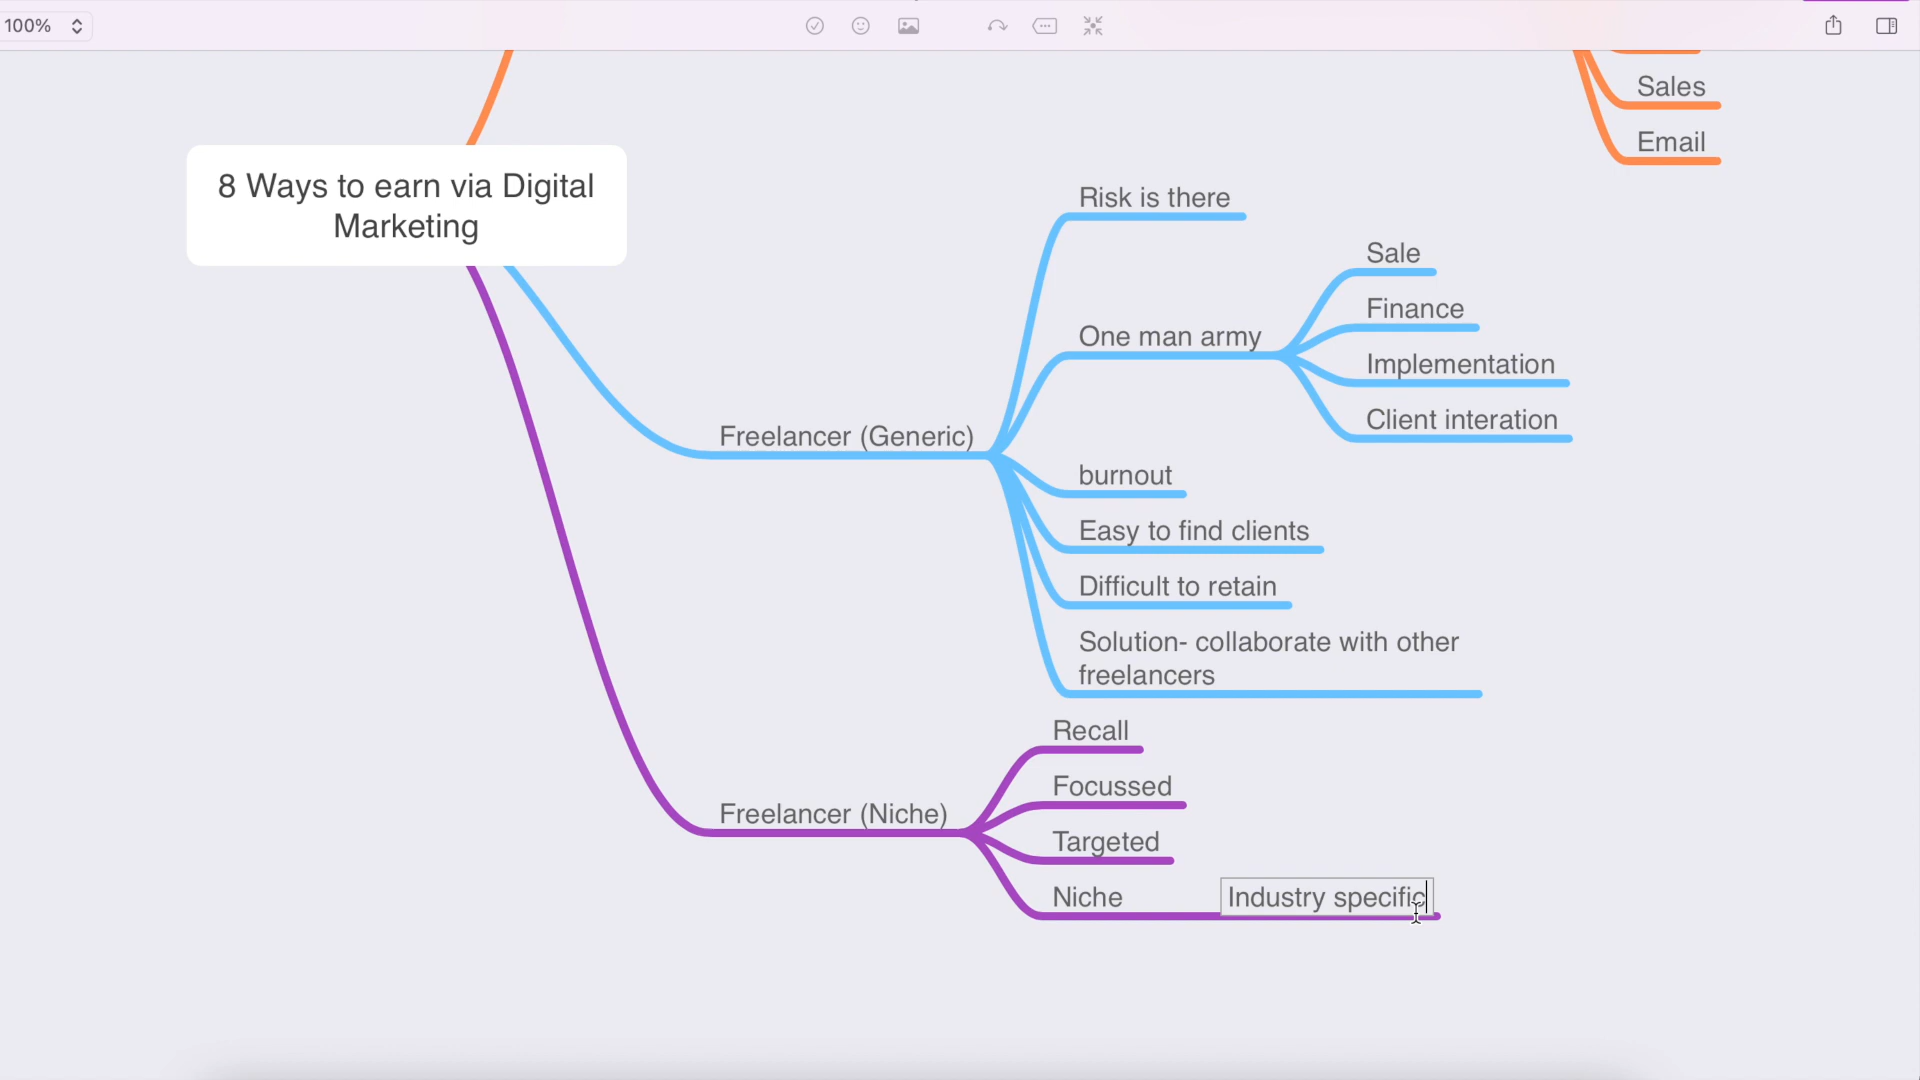 100%
Sales
Email
8 Ways to earn via Digital
Marketing
Risk is there
Sale
Finance
One man army
Implementation
Client interation
Freelancer (Generic)
burnout
Easy to find clients
Difficult to retain
Solution- collaborate with other
freelancers
Recall
Focussed
Freelancer (Niche)
Targeted
Niche
Industry specific